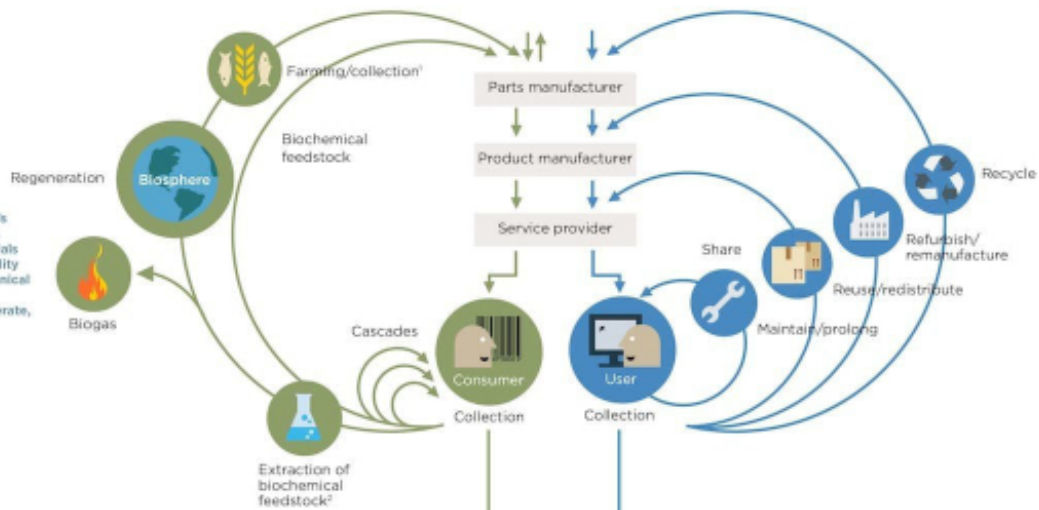 Farming/collection¹
Parts manufacturer
Biochemical
feedstock
Product manufacturer
Regeneration
Biosphere
Recycle
Service provider
Share
Refurbish/
remanufacture
Reuse/redistribute
Biogas
Cascades
Maintain/prolong
Consumer
User
Collection
Collection
Extraction of
biochemical
feedstock²